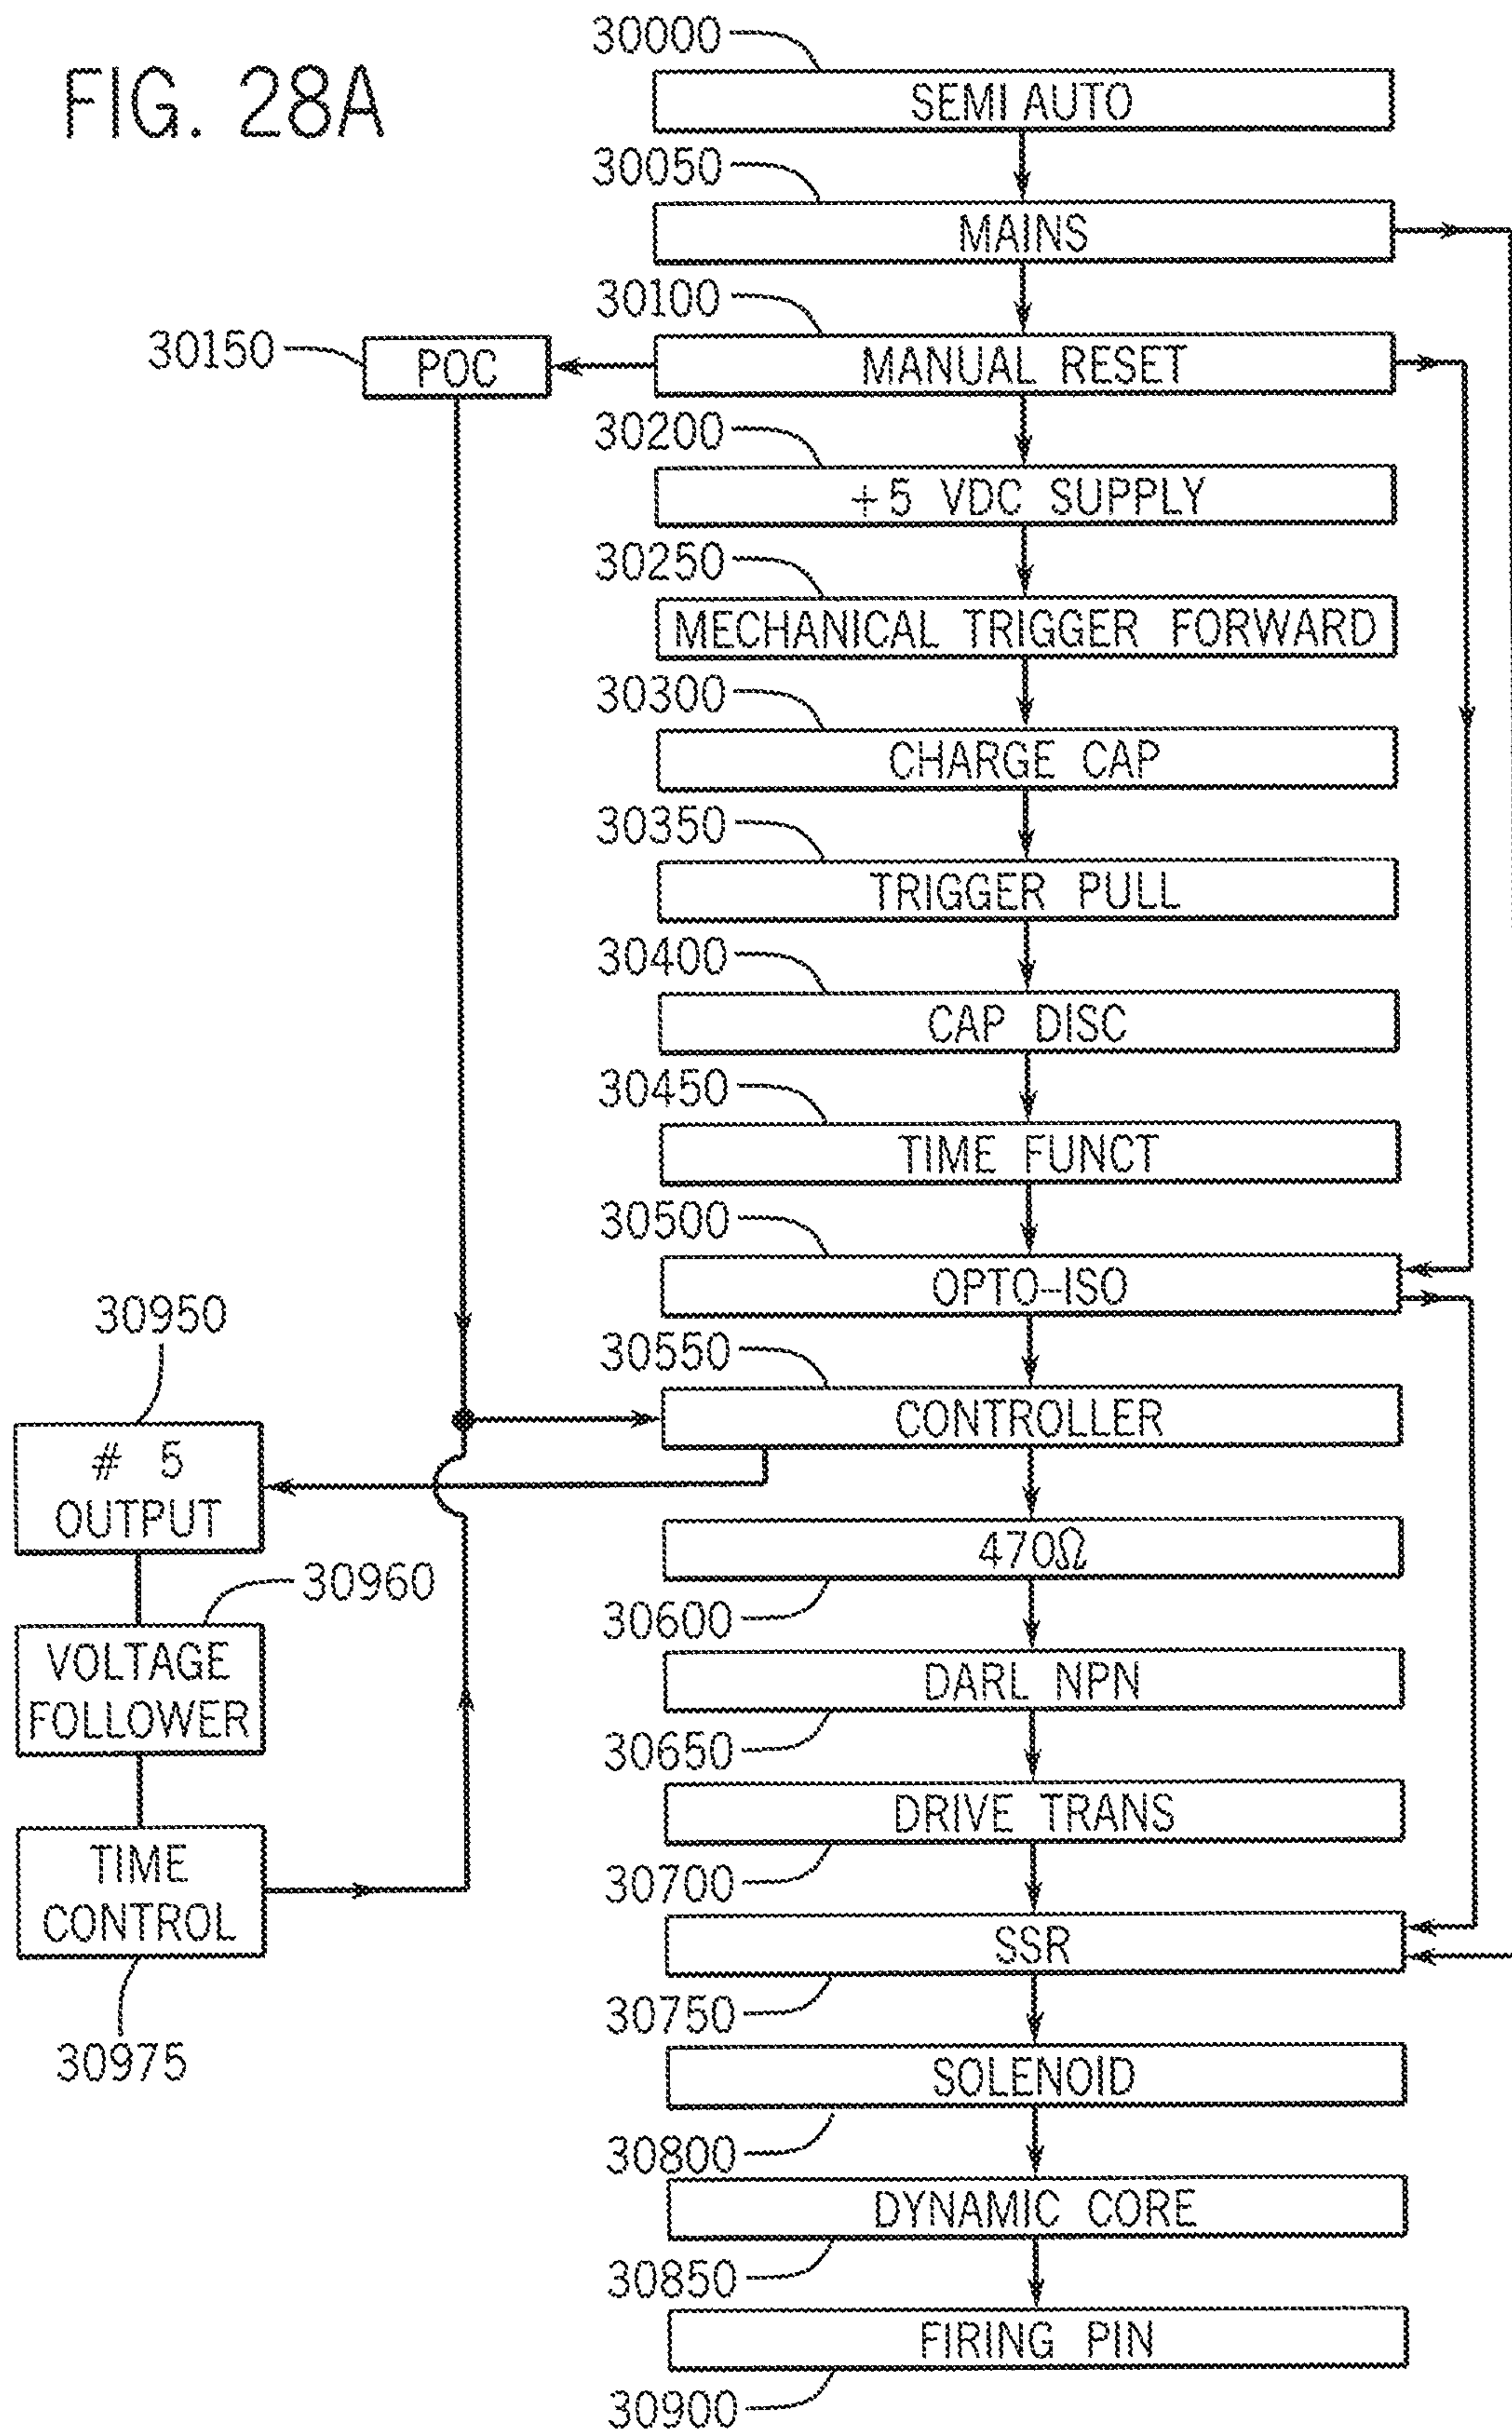 FIG. 28A
30000
SEMI AUTO
30050
MAINS
30100
30150
POC
MANUAL RESET
30200
+5 VDC SUPPLY
30250
MECHANICAL TRIGGER FORWARD
30300
CHARGE CAP
30350
TRIGGER PULL
30400
CAP DISC
30450
TIME FUNCT
30500
OPTO-ISO
30950
30550
CONTROLLER
# 5
OUTPUT
470Ω
30960
30600
VOLTAGE
FOLLOWER
DARL NPN
30650
DRIVE TRANS
TIME
CONTROL
30700
SSR
30750
30975
SOLENOID
30800
DYNAMIC CORE
30850
FIRING PIN
30900